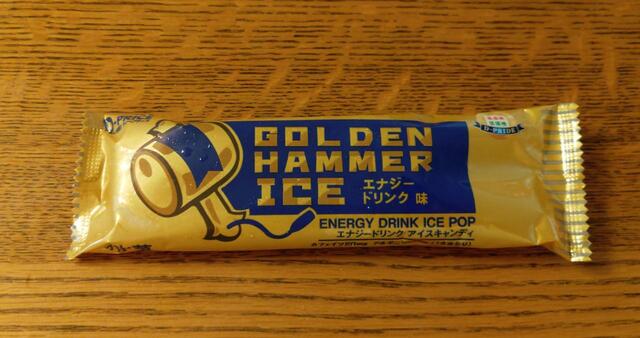 GOLDEN
HAMMER
ICE
エナジー
ドリンク 味
ENERGY DRINK ICE POP
エナジードリンク アイスキャンディ
D-PRIDE